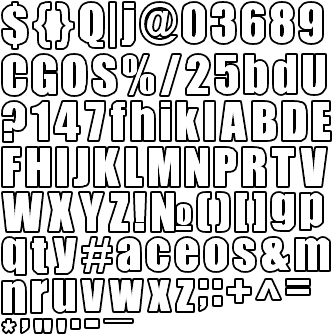 ${}Q|j@03689
CGOS%/25bdU
?147fhiklABDE
FHIJKLMNPRTV
WXYZ!№()[]gp
qty#aceos&m
nruvwxz;:+^=
*,"'·-—